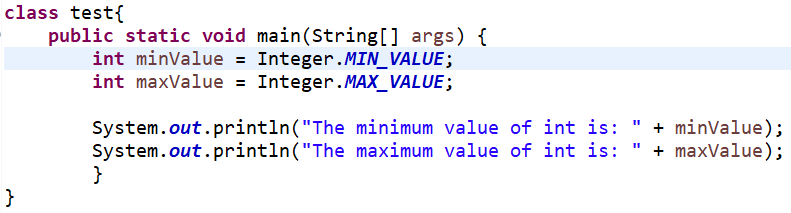 class test{
    public static void main(String[] args) {
        int minValue = Integer.MIN_VALUE;
        int maxValue = Integer.MAX_VALUE;

        System.out.println("The minimum value of int is: " + minValue);
        System.out.println("The maximum value of int is: " + maxValue);
        }
}